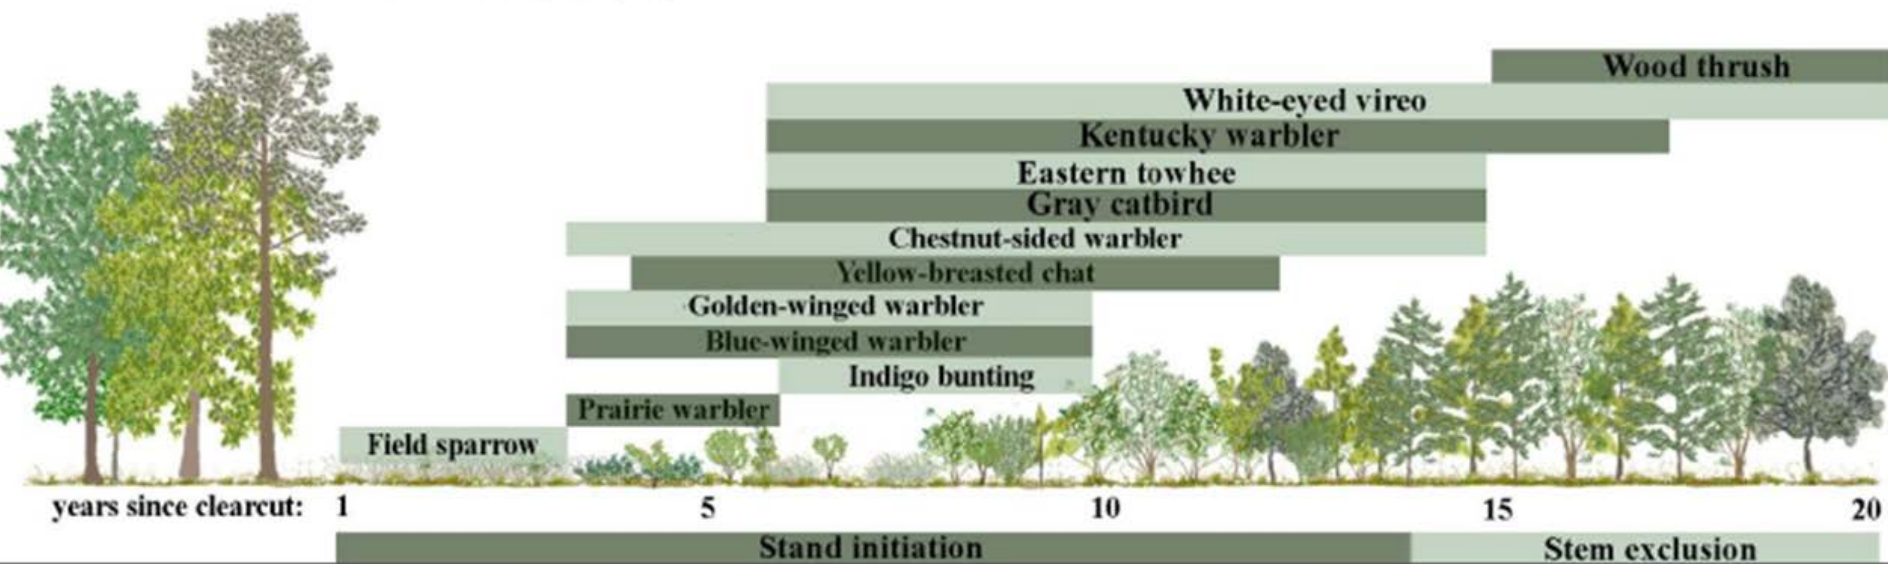 Wood thrush
White-eyed vireo
Kentucky warbler
Eastern towhee
Gray catbird
Chestnut-sided warbler
Yellow-breasted chat
Golden-winged warbler
Blue-winged warbler
Indigo bunting
Prairie warbler
Field sparrow
years since clearcut: 1 5 10 15 20
Stand initiation Stem exclusion